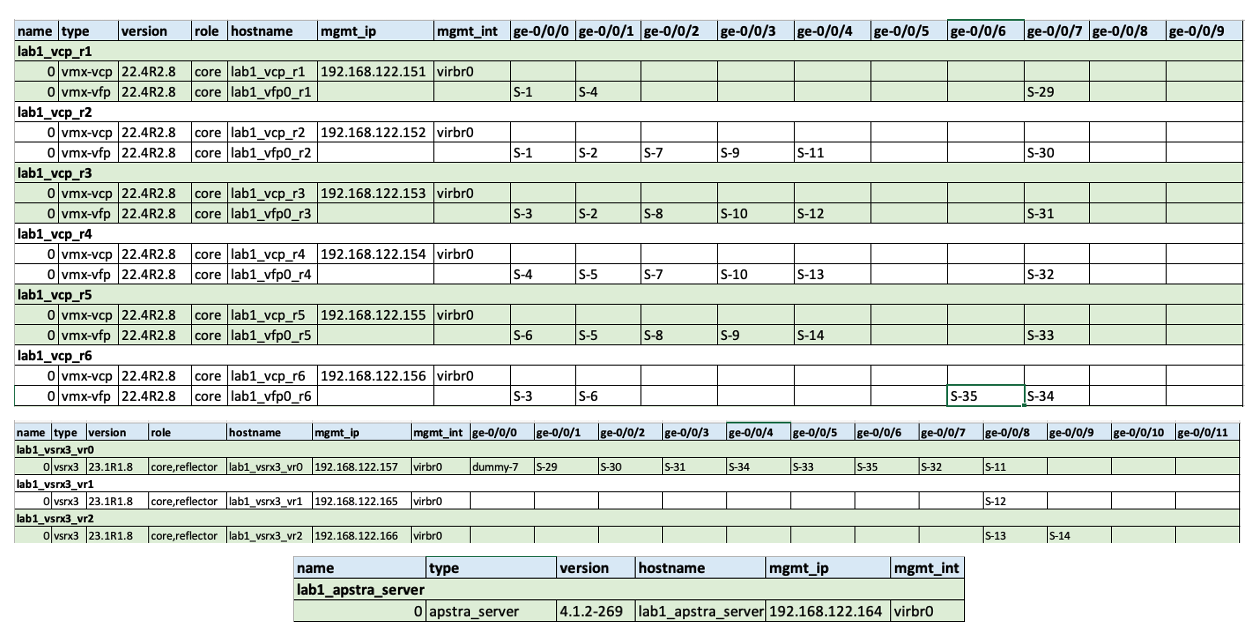 name type version role hostname mgmt_ip mgmt_int ge-0/0/0 ge-0/0/1 ge-0/0/2 ge-0/0/3 ge-0/0/4 ge-0/0/5 ge-0/0/6 ge-0/0/7 ge-0/0/8 ge-0/0/9
lab1_vcp_r1
0 vmx-vcp 22.4R2.8 core lab1_vcp_r1 192.168.122.151 virbr0
0 vmx-vfp 22.4R2.8 core lab1_vfp0_r1 S-1 S-4 S-29
lab1_vcp_r2
0 vmx-vcp 22.4R2.8 core lab1_vcp_r2 192.168.122.152 virbr0
0 vmx-vfp 22.4R2.8 core lab1_vfp0_r2 S-1 S-2 S-7 S-9 S-11 S-30
lab1_vcp_r3
0 vmx-vcp 22.4R2.8 core lab1_vcp_r3 192.168.122.153 virbr0
0 vmx-vfp 22.4R2.8 core lab1_vfp0_r3 S-3 S-2 S-8 S-10 S-12 S-31
lab1_vcp_r4
0 vmx-vcp 22.4R2.8 core lab1_vcp_r4 192.168.122.154 virbr0
0 vmx-vfp 22.4R2.8 core lab1_vfp0_r4 S-4 S-5 S-7 S-10 S-13 S-32
lab1_vcp_r5
0 vmx-vcp 22.4R2.8 core lab1_vcp_r5 192.168.122.155 virbr0
0 vmx-vfp 22.4R2.8 core lab1_vfp0_r5 S-6 S-5 S-8 S-9 S-14 S-33
lab1_vcp_r6
0 vmx-vcp 22.4R2.8 core lab1_vcp_r6 192.168.122.156 virbr0
0 vmx-vfp 22.4R2.8 core lab1_vfp0_r6 S-3 S-6 S-35 S-34
name type version role hostname mgmt_ip mgmt_int ge-0/0/0 ge-0/0/1 ge-0/0/2 ge-0/0/3 ge-0/0/4 ge-0/0/5 ge-0/0/6 ge-0/0/7 ge-0/0/8 ge-0/0/9 ge-0/0/10 ge-0/0/11
lab1_vsrx3_vr0
0 vsrx3 23.1R1.8 core,reflector lab1_vsrx3_vr0 192.168.122.157 virbr0 dummy-7 S-29 S-30 S-31 S-34 S-33 S-35 S-32 S-11
lab1_vsrx3_vr1
0 vsrx3 23.1R1.8 core,reflector lab1_vsrx3_vr1 192.168.122.165 virbr0 S-12
lab1_vsrx3_vr2
0 vsrx3 23.1R1.8 core,reflector lab1_vsrx3_vr2 192.168.122.166 virbr0 S-13 S-14
name type version hostname mgmt_ip mgmt_int
lab1_apstra_server
0 apstra_server 4.1.2-269 lab1_apstra_server 192.168.122.164 virbr0